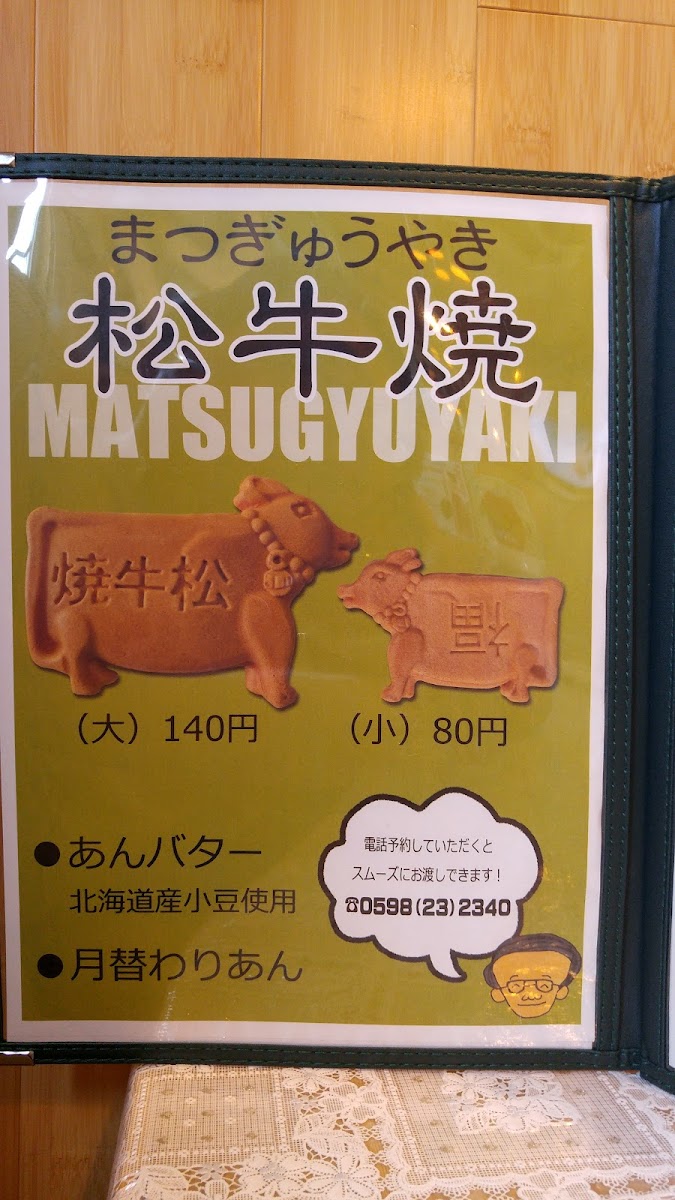 まつぎゅうやき
松牛焼
MATSUGYUYAKI
焼牛松
福
（大）140円
（小）80円
●あんバター
北海道産小豆使用
●月替わりあん
電話予約していただくと
スムーズにお渡しできます！
☎0598(23)2340